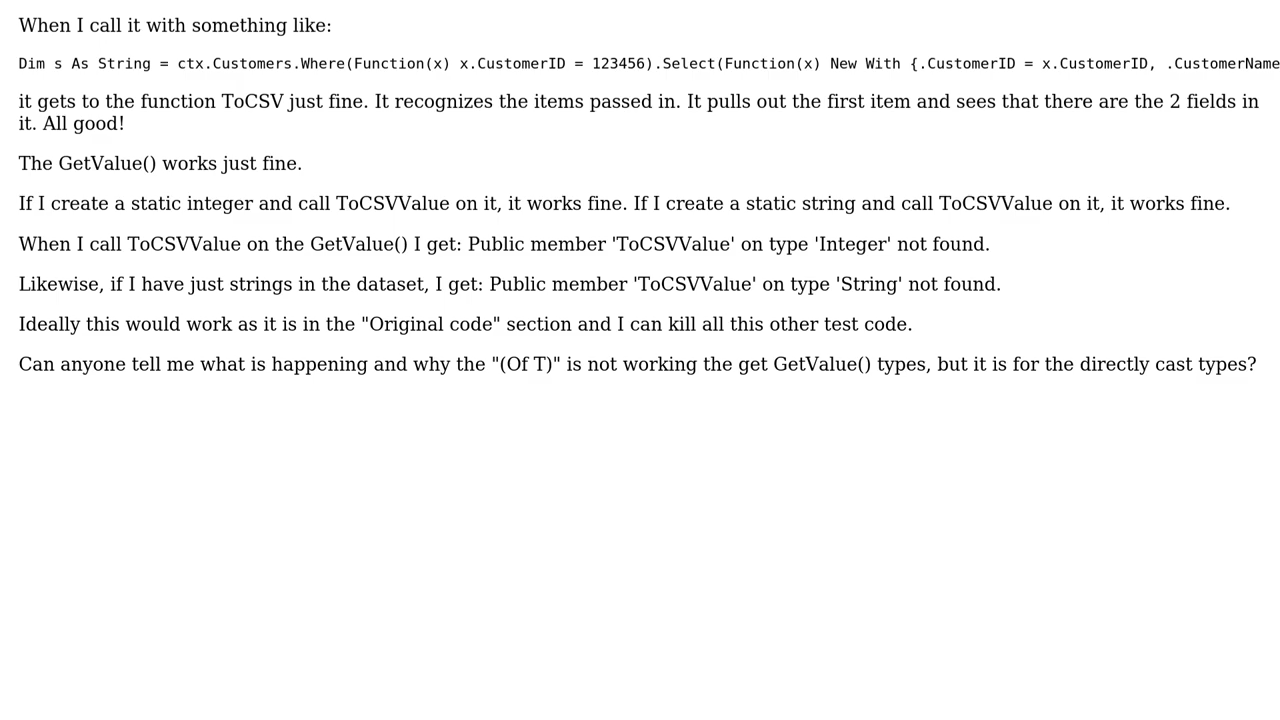 When I call it with something like:
Dim s As String = ctx.Customers.Where(Function(x) x.CustomerID = 123456).Select(Function(x) New With {.CustomerID = x.CustomerID, .CustomerName
it gets to the function ToCSV just fine. It recognizes the items passed in. It pulls out the first item and sees that there are the 2 fields in
it. All good!
The GetValue() works just fine.
If I create a static integer and call ToCSVValue on it, it works fine. If I create a static string and call ToCSVValue on it, it works fine.
When I call ToCSVValue on the GetValue() I get: Public member 'ToCSVValue' on type 'Integer' not found.
Likewise, if I have just strings in the dataset, I get: Public member 'ToCSVValue' on type 'String' not found.
Ideally this would work as it is in the "Original code" section and I can kill all this other test code.
Can anyone tell me what is happening and why the "(Of T)" is not working the get GetValue() types, but it is for the directly cast types?